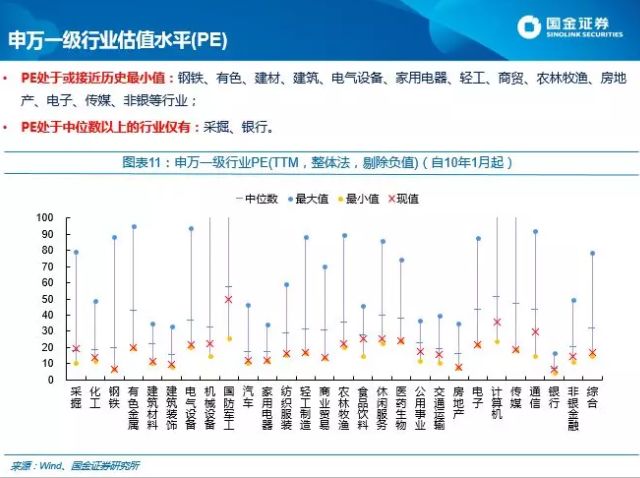 申万一级行业估值水平(PE)
国金证券
SINOLINK SECURITIES
• PE处于或接近历史最小值：钢铁、有色、建材、建筑、电气设备、家用电器、轻工、商贸、农林牧渔、房地
产、电子、传媒、非银等行业；
• PE处于中位数以上的行业仅有：采掘、银行。
图表11：申万一级行业PE(TTM，整体法，剔除负值)（自10年1月起）
中位数 最大值 最小值 现值
100
90
80
70
60
50
40
30
20
10
0
采掘 化工 钢铁 有色金属 建筑材料 建筑装饰 电气设备 机械设备 国防军工 汽车 家用电器 纺织服装 轻工制造 商业贸易 农林牧渔 食品饮料 休闲服务 医药生物 公用事业 交通运输 房地产 电子 计算机 传媒 通信 银行 非银金融 综合
来源：Wind、国金证券研究所